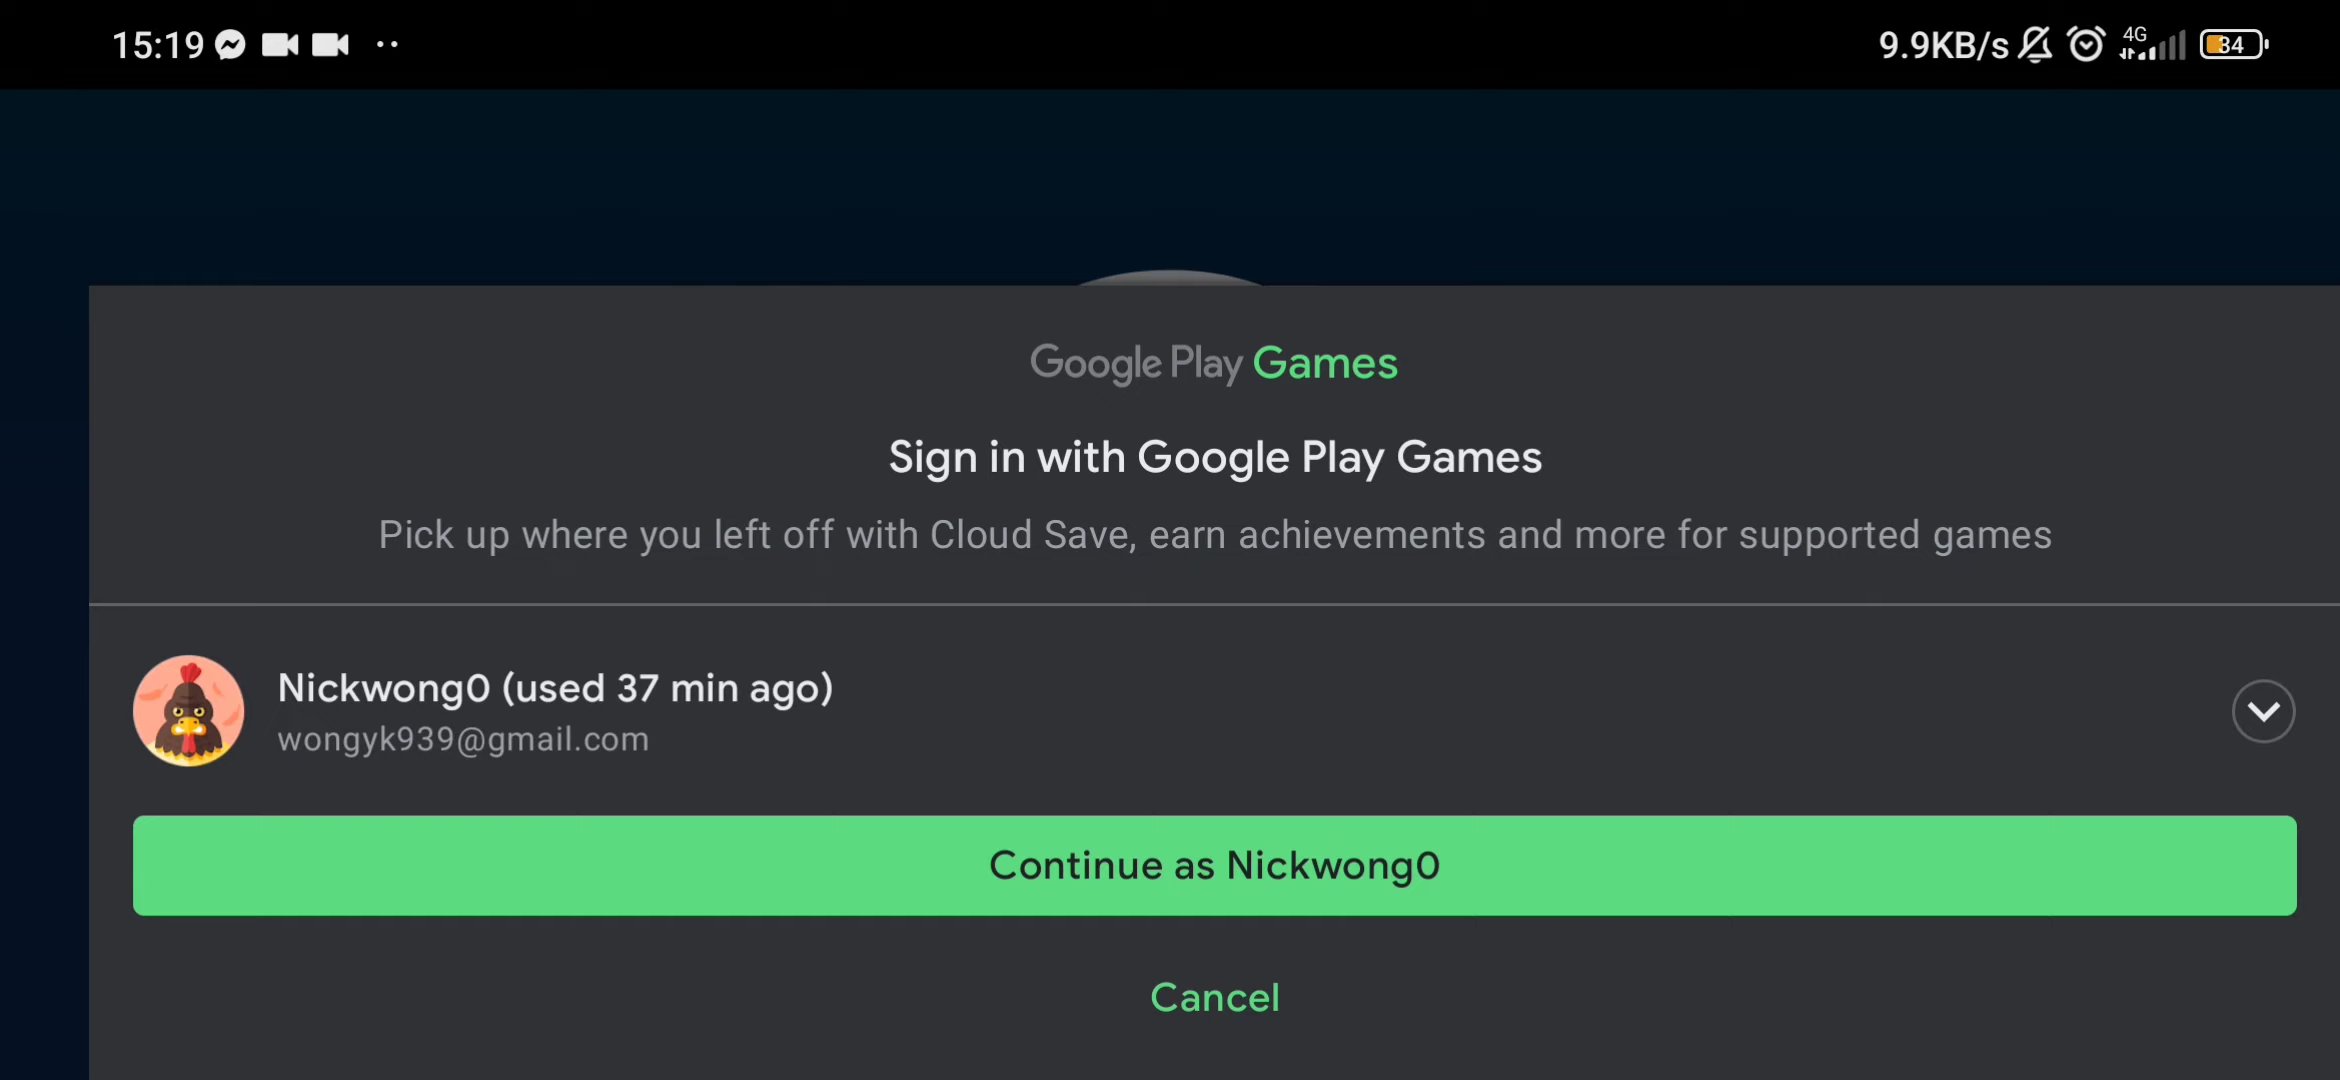 15:19 9.9KB/s 4G 34
Google Play Games
Sign in with Google Play Games
Pick up where you left off with Cloud Save, earn achievements and more for supported games
Nickwong0 (used 37 min ago)
wongyk939@gmail.com
Continue as Nickwong0
Cancel